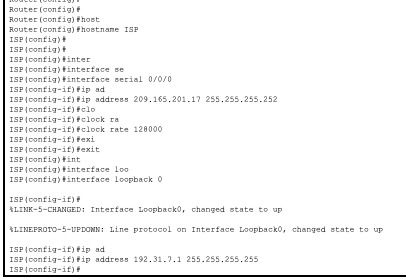 Router(config)#
Router(config)#
Router(config)#host
Router(config)#hostname ISP
ISP(config)#
ISP(config)#
ISP(config)#inter
ISP(config)#interface se
ISP(config)#interface serial 0/0/0
ISP(config-if)#ip ad
ISP(config-if)#ip address 209.165.201.17 255.255.255.252
ISP(config-if)#clo
ISP(config-if)#clock ra
ISP(config-if)#clock rate 128000
ISP(config-if)#exi
ISP(config-if)#exit
ISP(config)#int
ISP(config)#interface loo
ISP(config)#interface loopback 0
ISP(config-if)#
%LINK-5-CHANGED: Interface Loopback0, changed state to up
%LINEPROTO-5-UPDOWN: Line protocol on Interface Loopback0, changed state to up
ISP(config-if)#ip ad
ISP(config-if)#ip address 192.31.7.1 255.255.255.255
ISP(config-if)#